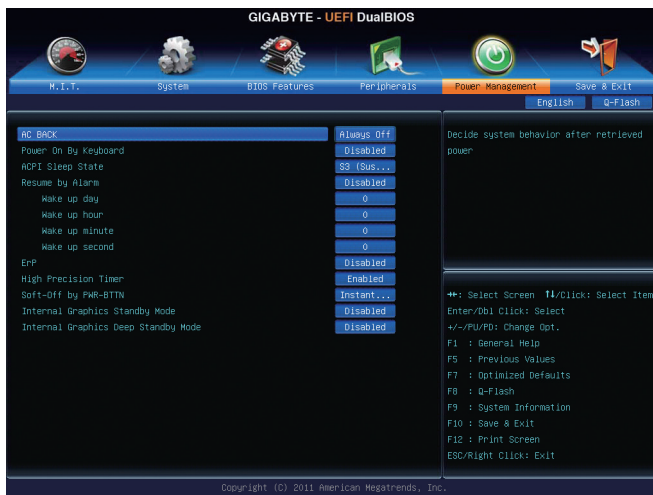 GIGABYTE - UEFI DualBIOS
M.I.T. System BIOS Features Peripherals Power Management Save & Exit
English Q-Flash
AC BACK Always Off
Power On By Keyboard Disabled
ACPI Sleep State S3 (Sus...
Resume by Alarm Disabled
Wake up day 0
Wake up hour 0
Wake up minute 0
Wake up second 0
ErP Disabled
High Precision Timer Enabled
Soft-Off by PWR-BTTN Instant...
Internal Graphics Standby Mode Disabled
Internal Graphics Deep Standby Mode Disabled
Decide system behavior after retrieved
power
→←: Select Screen ↑↓/Click: Select Item
Enter/Dbl Click: Select
+/-/PU/PD: Change Opt.
F1 : General Help
F5 : Previous Values
F7 : Optimized Defaults
F8 : Q-Flash
F9 : System Information
F10 : Save & Exit
F12 : Print Screen
ESC/Right Click: Exit
Copyright (C) 2011 American Megatrends, Inc.